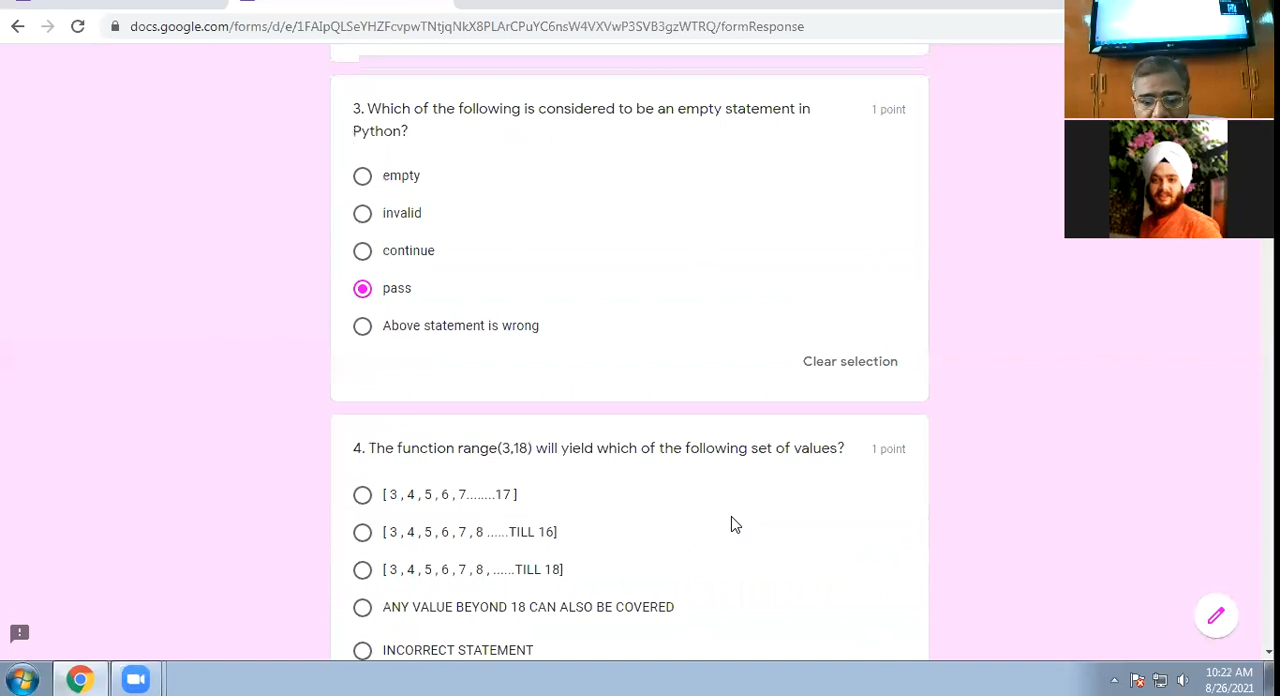 docs.google.com/forms/d/e/1FAIpQLSeYHZFcvpwTNtjqNkX8PLArCPuYC6nsW4VXVwP3SVB3gzWTRQ/formResponse
3. Which of the following is considered to be an empty statement in
1 point
Python?
empty
invalid
continue
pass
Above statement is wrong
Clear selection
4. The function range(3,18) will yield which of the following set of values?
1 point
[ 3 , 4 , 5 , 6 , 7........17 ]
[ 3 , 4 , 5 , 6 , 7 , 8 ......TILL 16]
[ 3 , 4 , 5 , 6 , 7 , 8 , ......TILL 18]
ANY VALUE BEYOND 18 CAN ALSO BE COVERED
INCORRECT STATEMENT
10:22 AM
8/26/2021